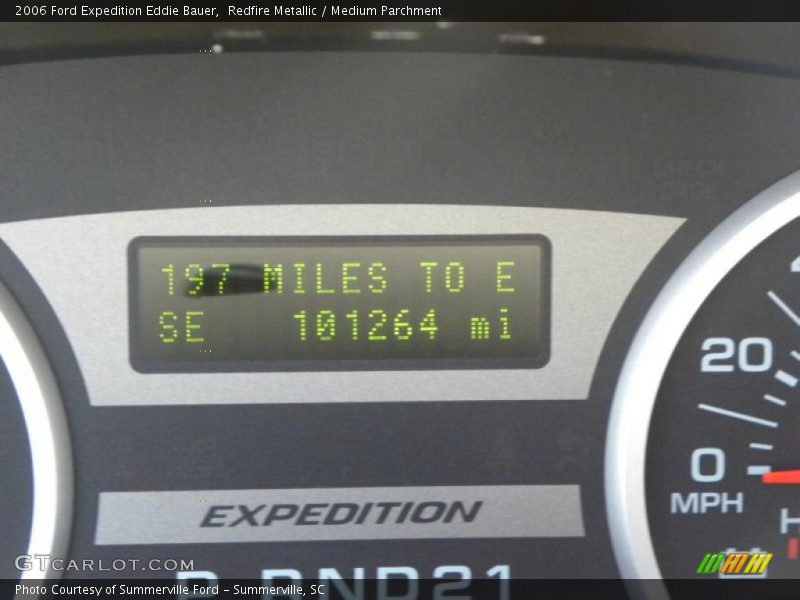 2006 Ford Expedition Eddie Bauer, Redfire Metallic / Medium Parchment
197 MILES TO E
SE 101264 mi
20
0
MPH
H
EXPEDITION
P RND21
GTCARLOT.COM
Photo Courtesy of Summerville Ford - Summerville, SC